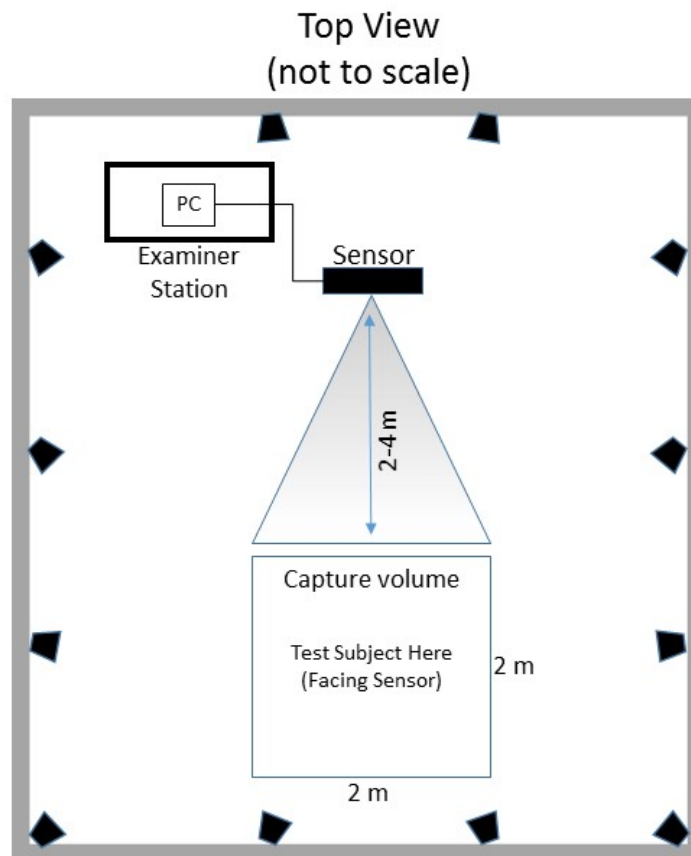 Top View
(not to scale)
PC
Examiner
Station
Sensor
2-4 m
Capture volume
Test Subject Here
(Facing Sensor)
2 m
2 m